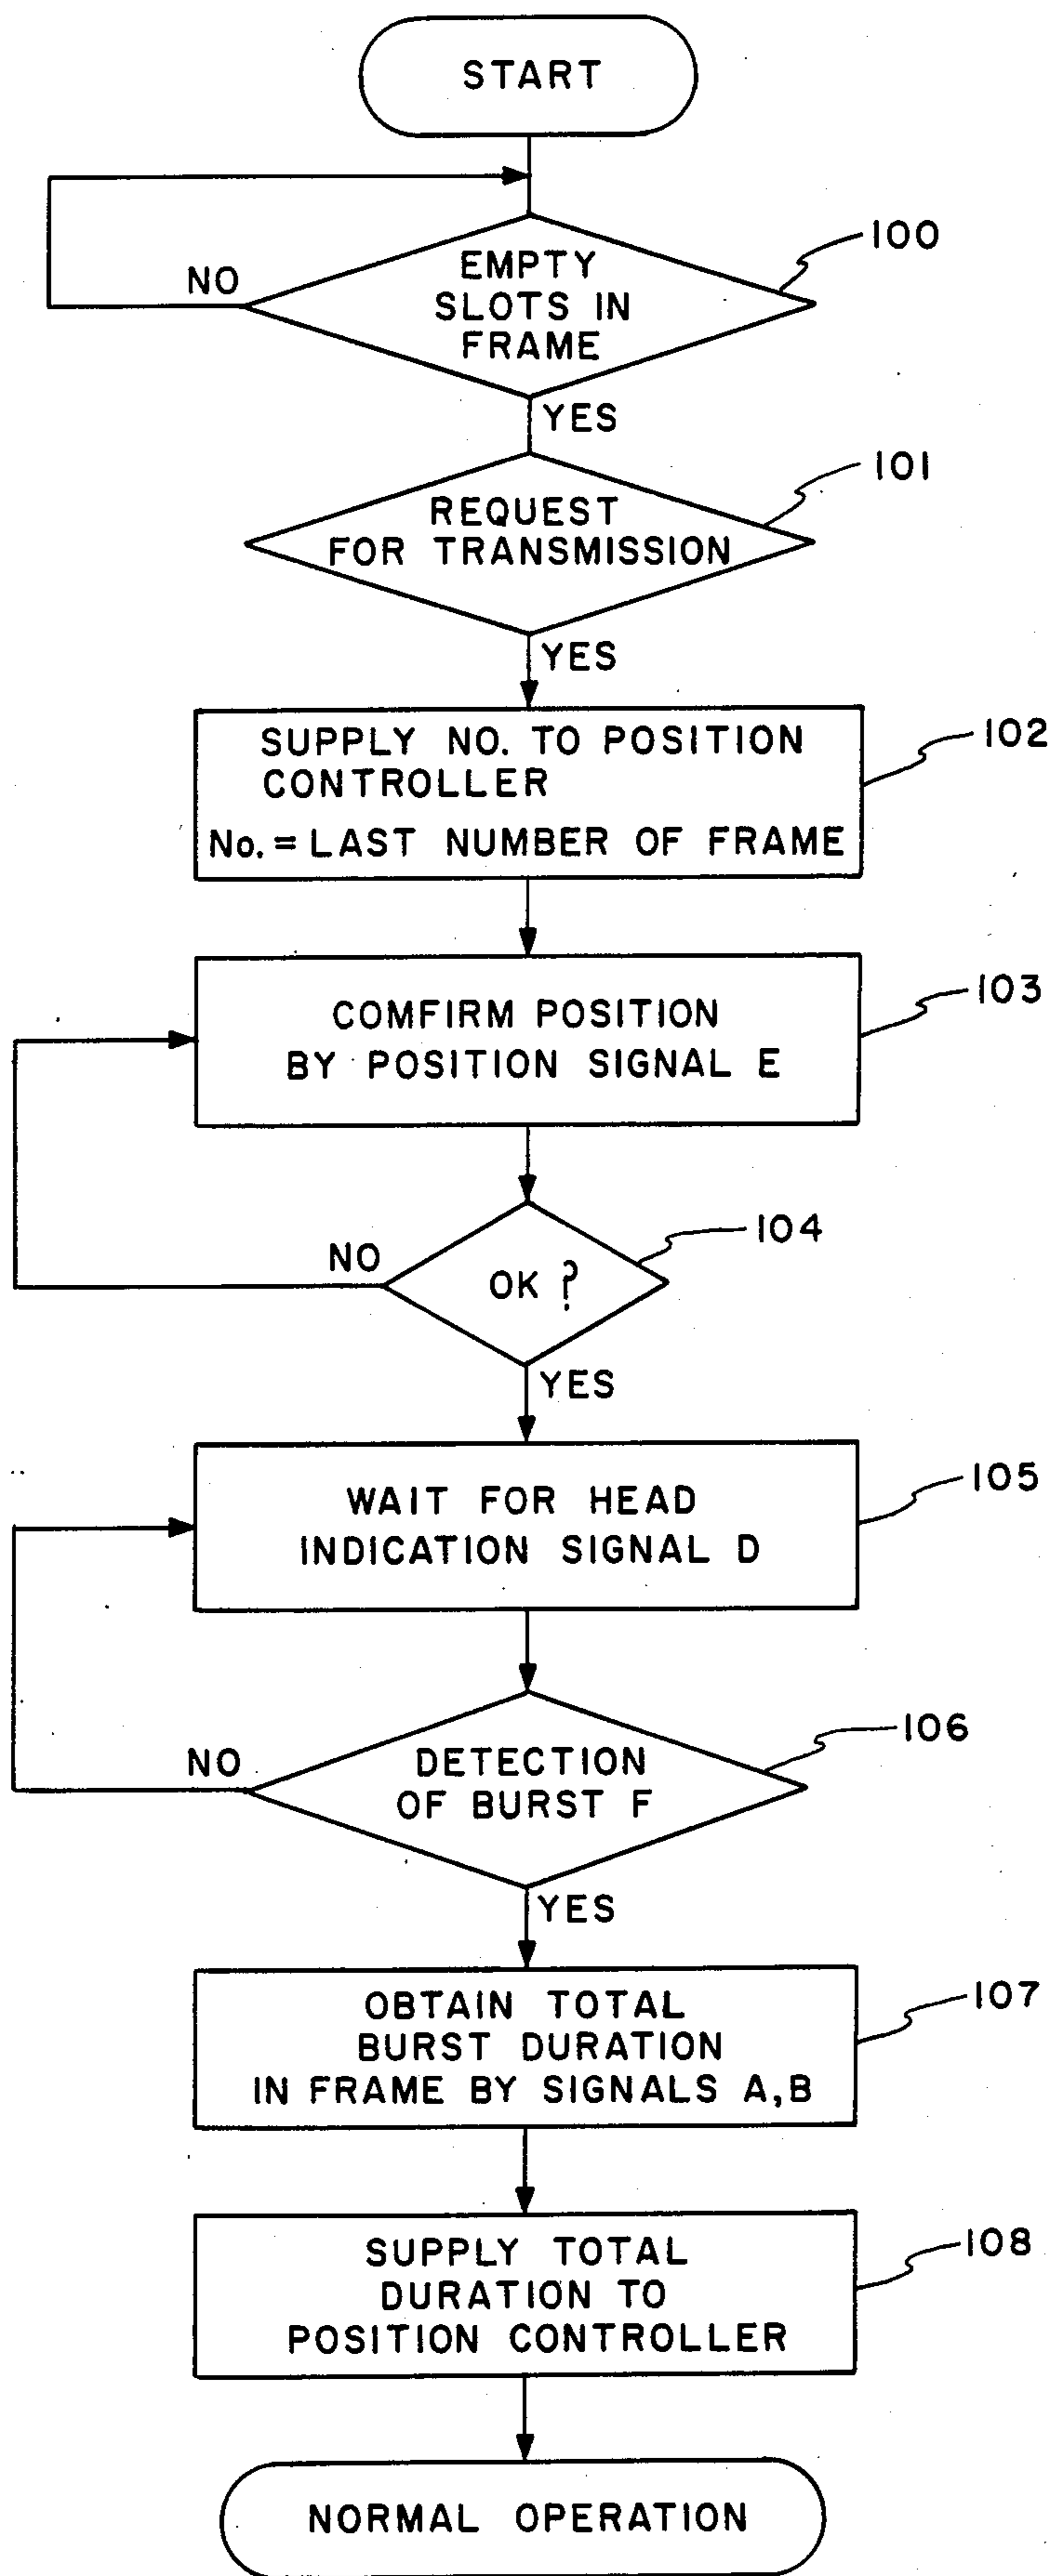 START
100
NO
EMPTY
SLOTS IN
FRAME
YES
101
REQUEST
FOR TRANSMISSION
YES
102
SUPPLY NO. TO POSITION
CONTROLLER
No. = LAST NUMBER OF FRAME
103
COMFIRM POSITION
BY POSITION SIGNAL E
104
NO
OK ?
YES
105
WAIT FOR HEAD
INDICATION SIGNAL D
106
NO
DETECTION
OF BURST F
YES
107
OBTAIN TOTAL
BURST DURATION
IN FRAME BY SIGNALS A,B
108
SUPPLY TOTAL
DURATION TO
POSITION CONTROLLER
NORMAL OPERATION